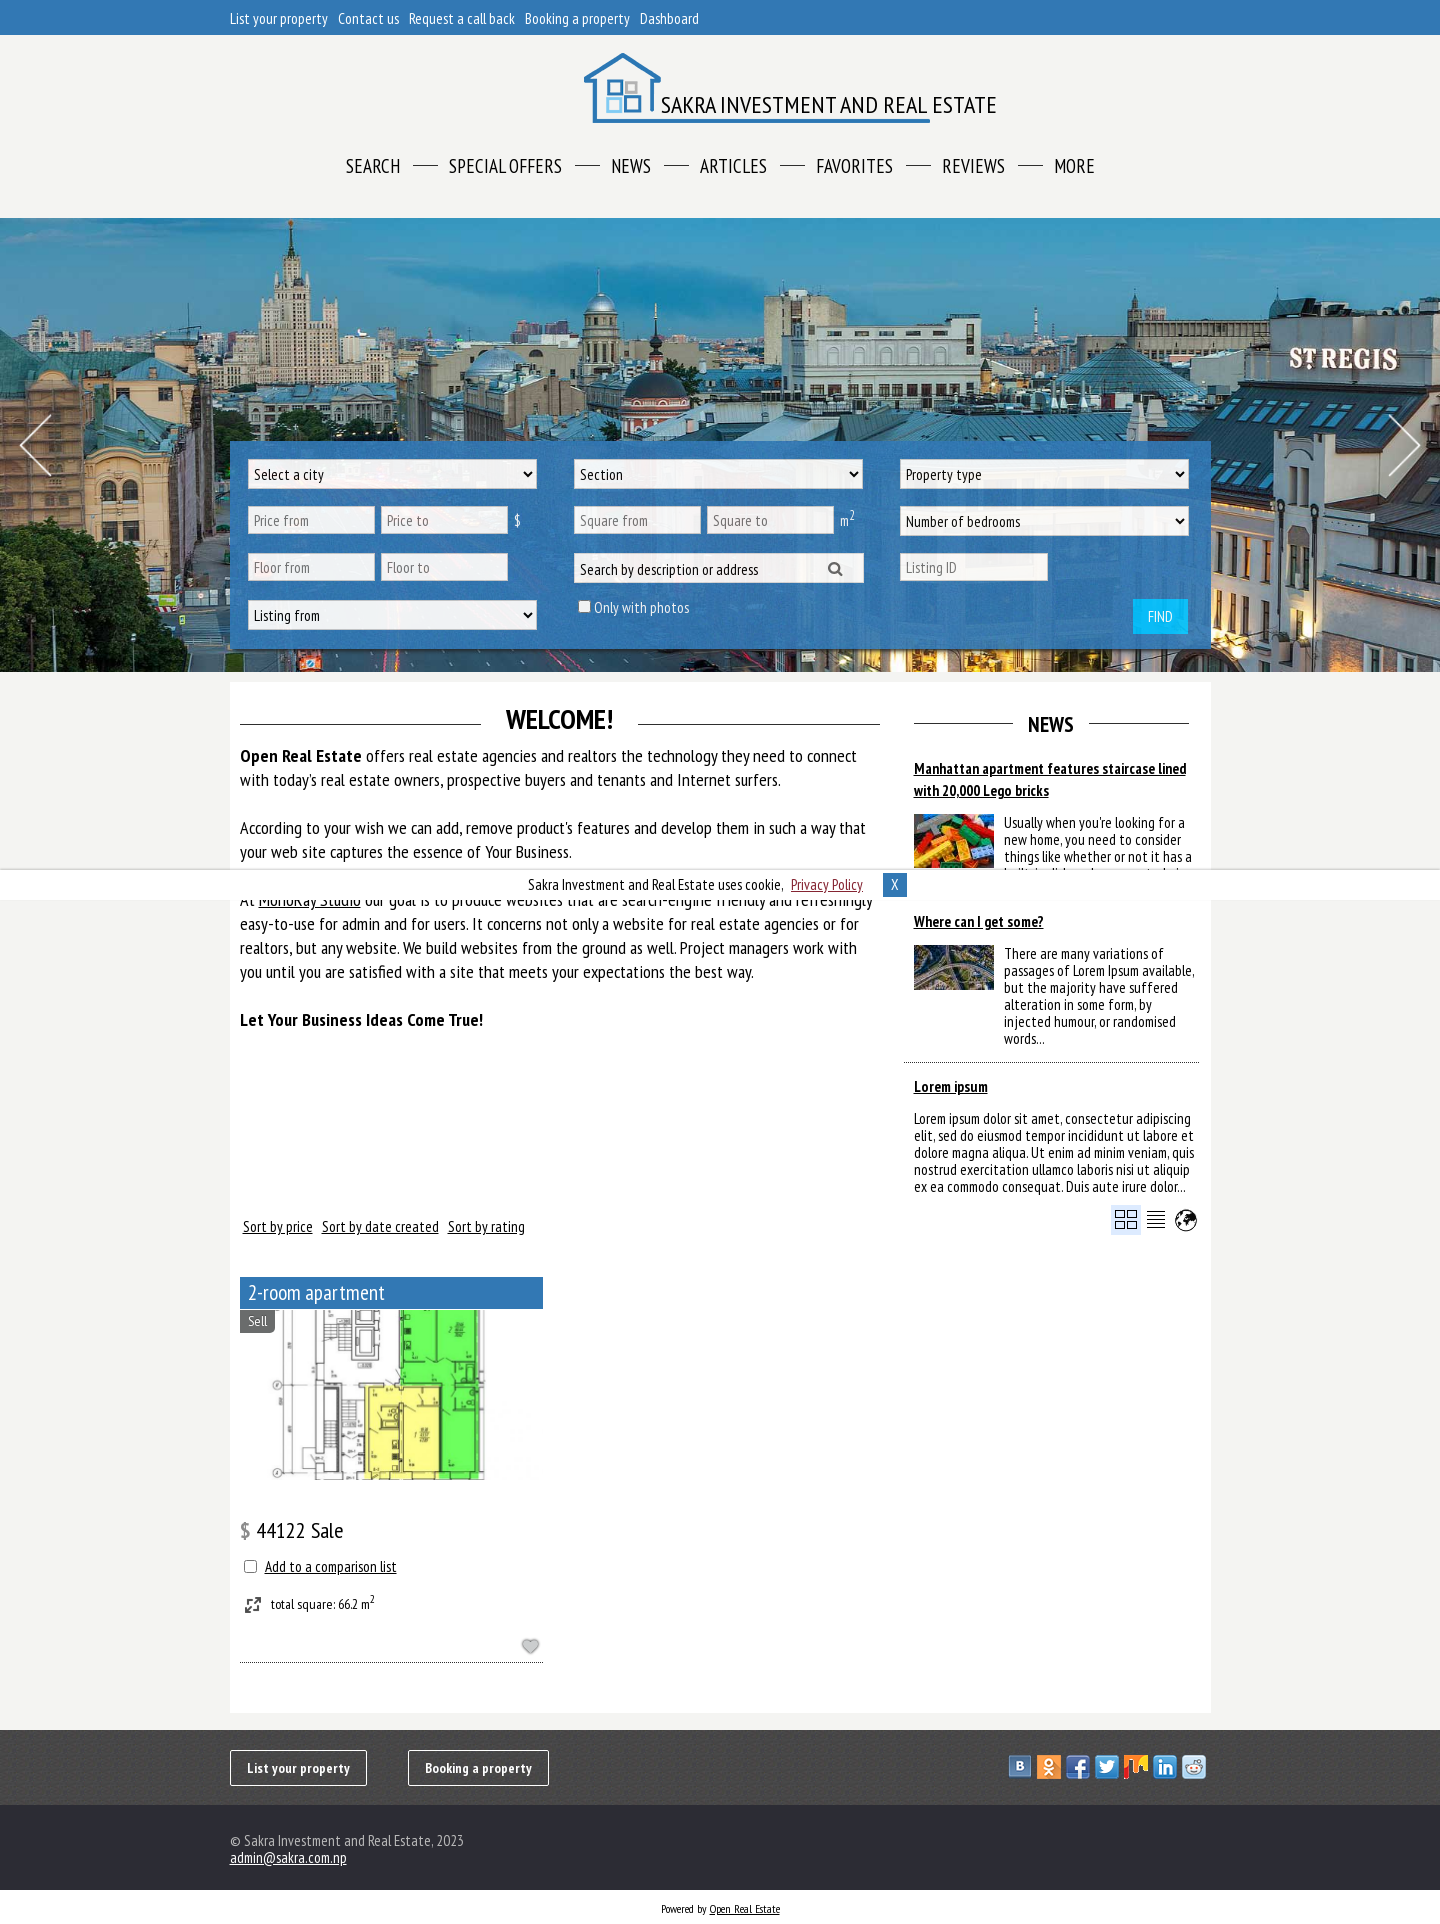 List your property Contact us Request a call back Booking a property Dashboard
SAKRA INVESTMENT AND REAL ESTATE
SEARCH SPECIAL OFFERS NEWS ARTICLES FAVORITES REVIEWS MORE
ST REGIS
Select a city Section Property type
Price from Price to $ Square from Square to m2 Number of bedrooms
Floor from Floor to Search by description or address Listing ID
Listing from Only with photos FIND
WELCOME!
Open Real Estate offers real estate agencies and realtors the technology they need to connect
with today's real estate owners, prospective buyers and tenants and Internet surfers.
According to your wish we can add, remove product's features and develop them in such a way that
your web site captures the essence of Your Business.
At MonoRay Studio our goal is to produce websites that are search-engine friendly and refreshingly
easy-to-use for admin and for users. It concerns not only a website for real estate agencies or for
realtors, but any website. We build websites from the ground as well. Project managers work with
you until you are satisfied with a site that meets your expectations the best way.
Let Your Business Ideas Come True!
NEWS
Manhattan apartment features staircase lined
with 20,000 Lego bricks
Usually when you're looking for a
new home, you need to consider
things like whether or not it has a
Sakra Investment and Real Estate uses cookie, Privacy Policy X
Where can I get some?
There are many variations of
passages of Lorem Ipsum available,
but the majority have suffered
alteration in some form, by
injected humour, or randomised
words...
Lorem ipsum
Lorem ipsum dolor sit amet, consectetur adipiscing
elit, sed do eiusmod tempor incididunt ut labore et
dolore magna aliqua. Ut enim ad minim veniam, quis
nostrud exercitation ullamco laboris nisi ut aliquip
ex ea commodo consequat. Duis aute irure dolor...
Sort by price Sort by date created Sort by rating
2-room apartment
Sell
$ 44122 Sale
Add to a comparison list
total square: 66.2 m2
List your property Booking a property
© Sakra Investment and Real Estate, 2023
admin@sakra.com.np
Powered by Open Real Estate